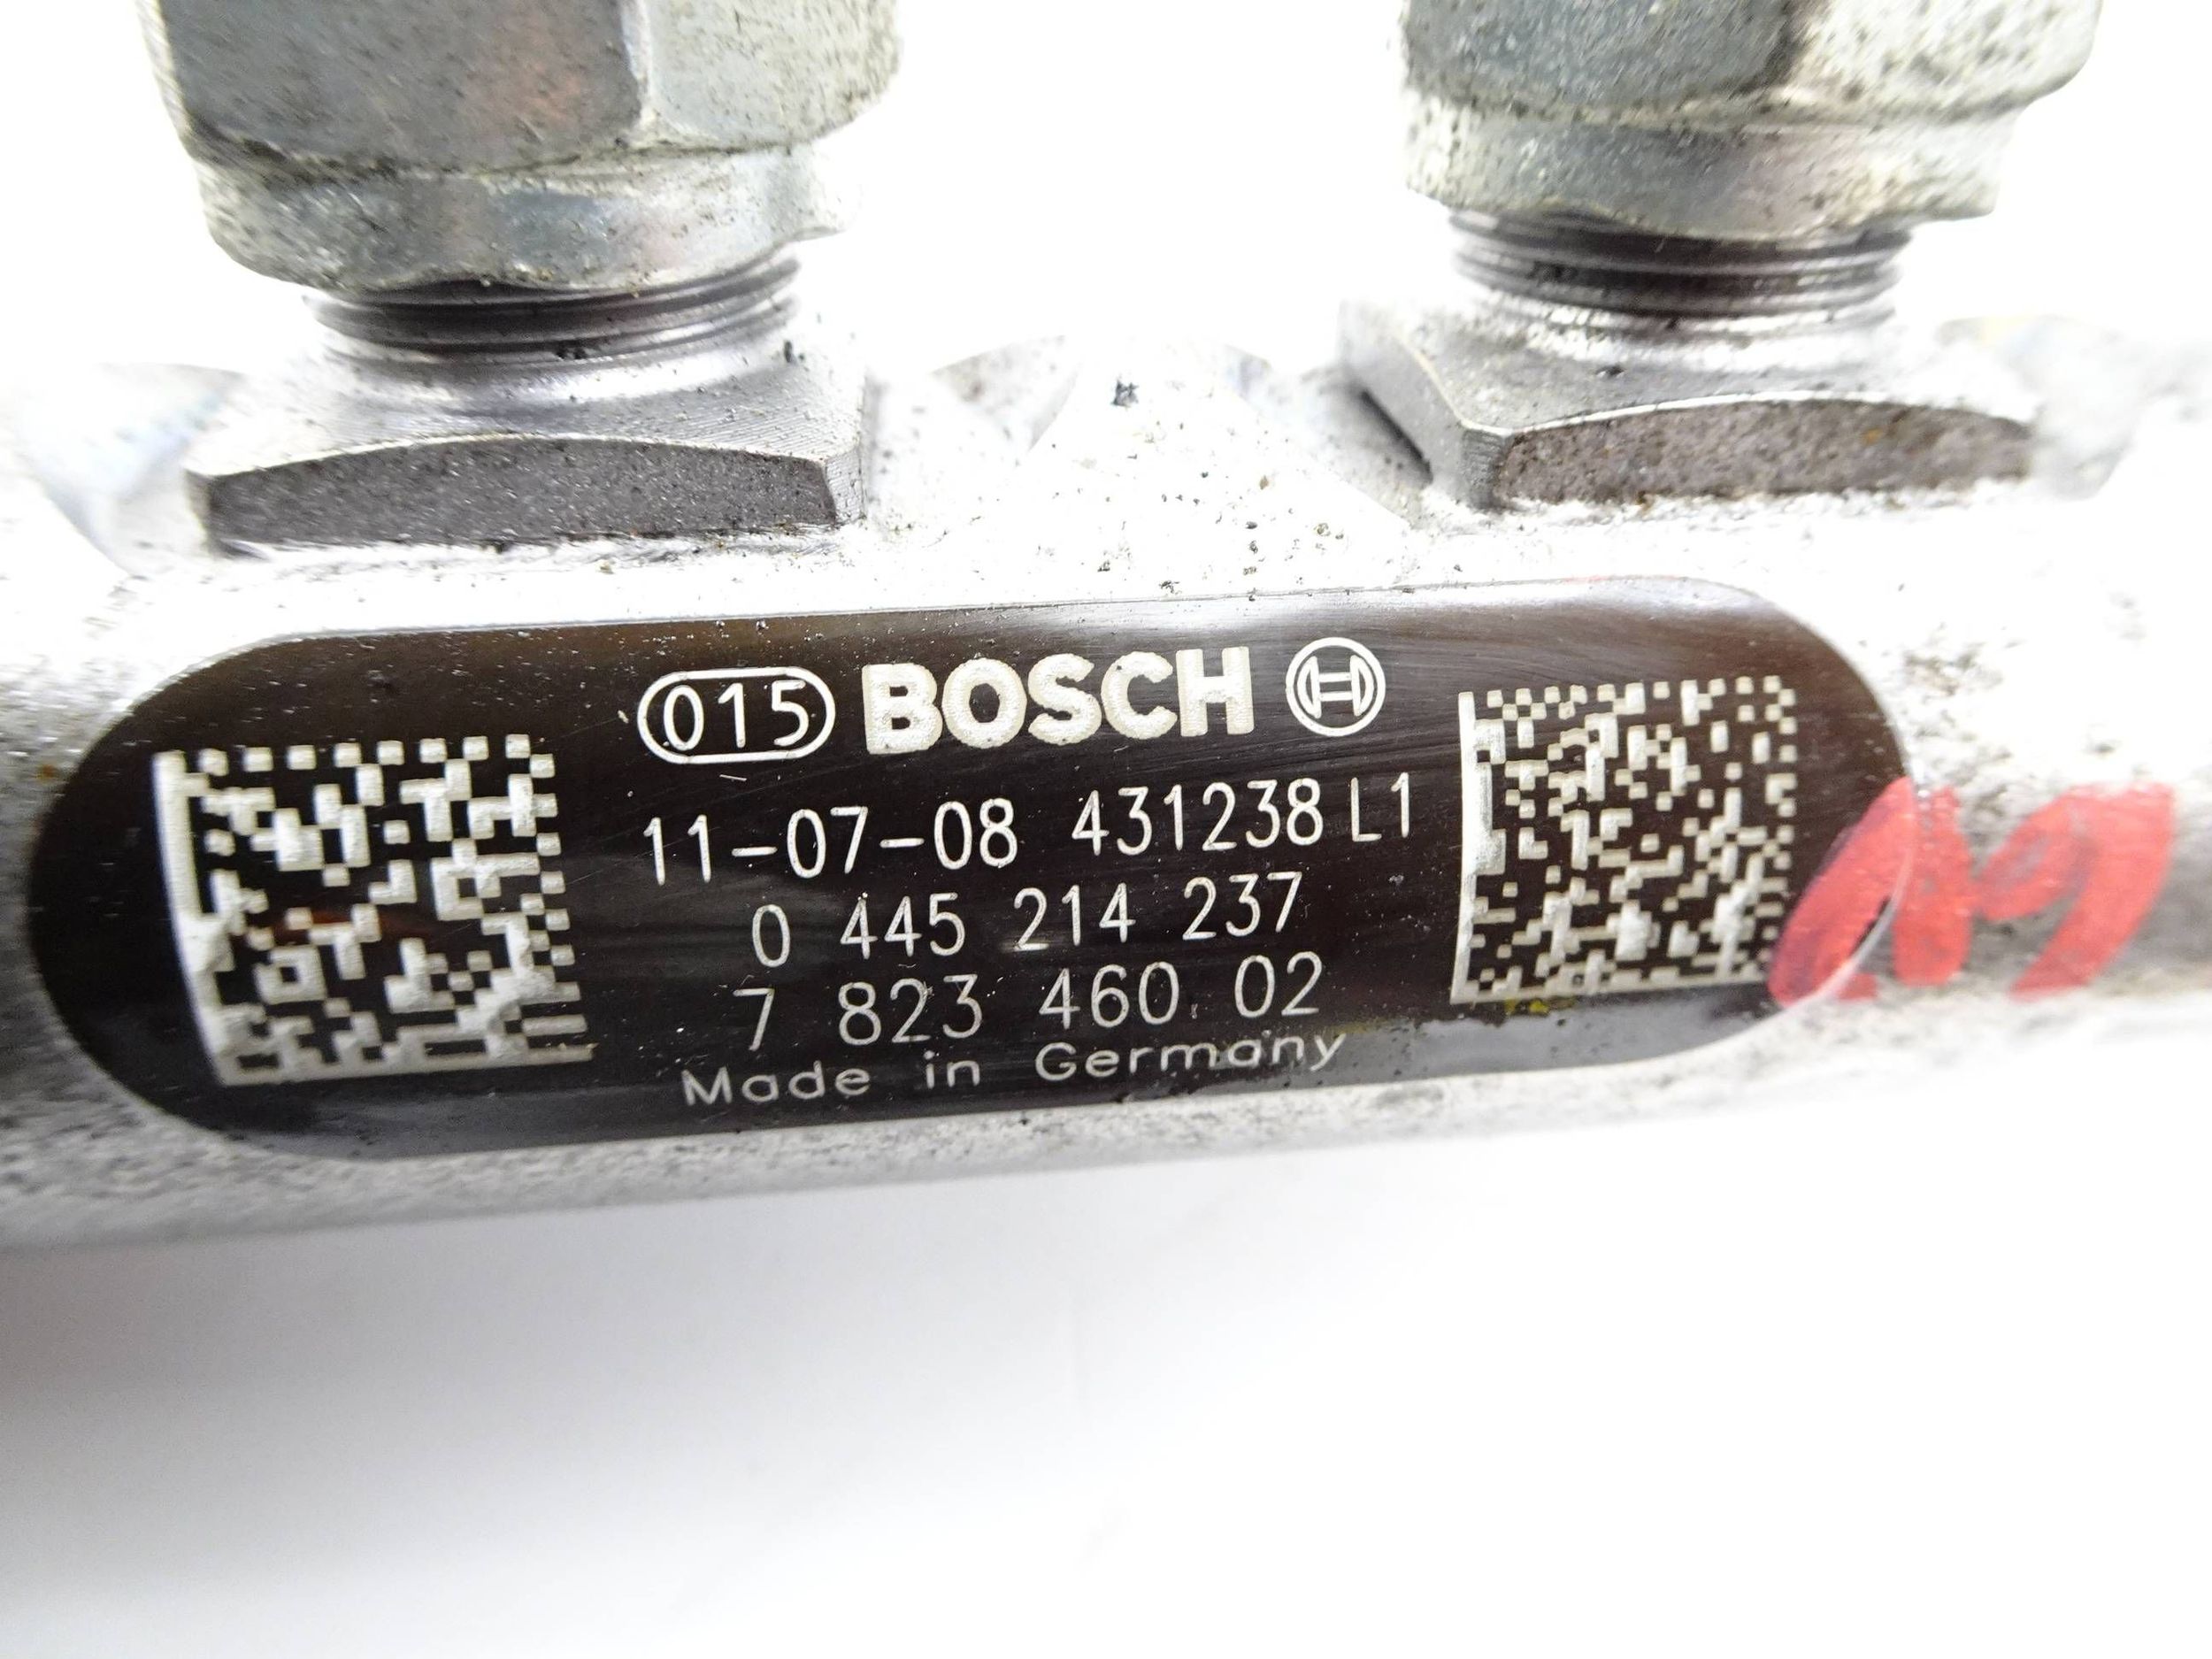 015 BOSCH
11-07-08 431238 L1
0 445 214 237
7 823 460 02
Made in Germany